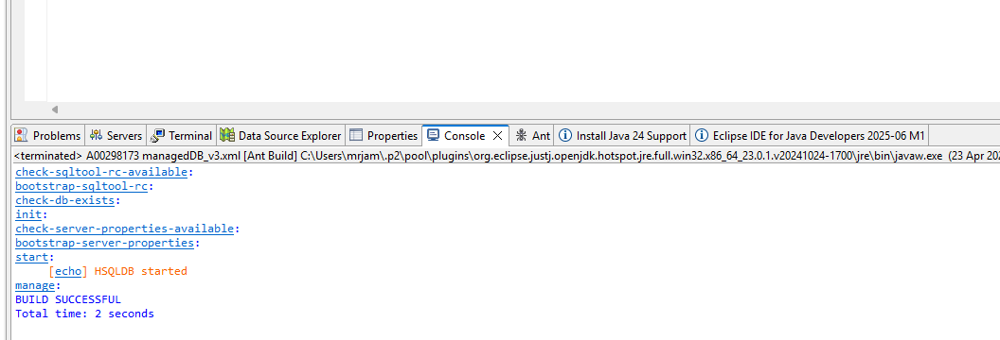 Problems Servers Terminal Data Source Explorer Properties Console Ant Install Java 24 Support Eclipse IDE for Java Developers 2025-06 M1
<terminated> A00298173 managedDB_v3.xml [Ant Build] C:\Users\mrjam\.p2\pool\plugins\org.eclipse.justj.openjdk.hotspot.jre.full.win32.x86_64_23.0.1.v20241024-1700\jre\bin\javaw.exe (23 Apr 202
check-sqltool-rc-available:
bootstrap-sqltool-rc:
check-db-exists:
init:
check-server-properties-available:
bootstrap-server-properties:
start:
[echo] HSQLDB started
manage:
BUILD SUCCESSFUL
Total time: 2 seconds